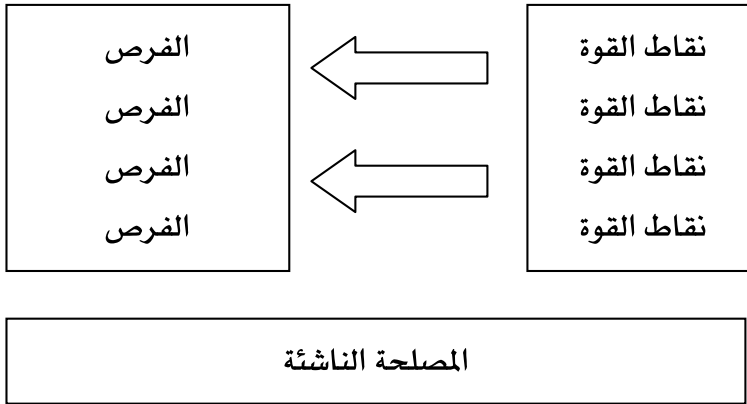 نقاط القوة
نقاط القوة
نقاط القوة
نقاط القوة
الفرص
الفرص
الفرص
الفرص
المصلحة الناشئة